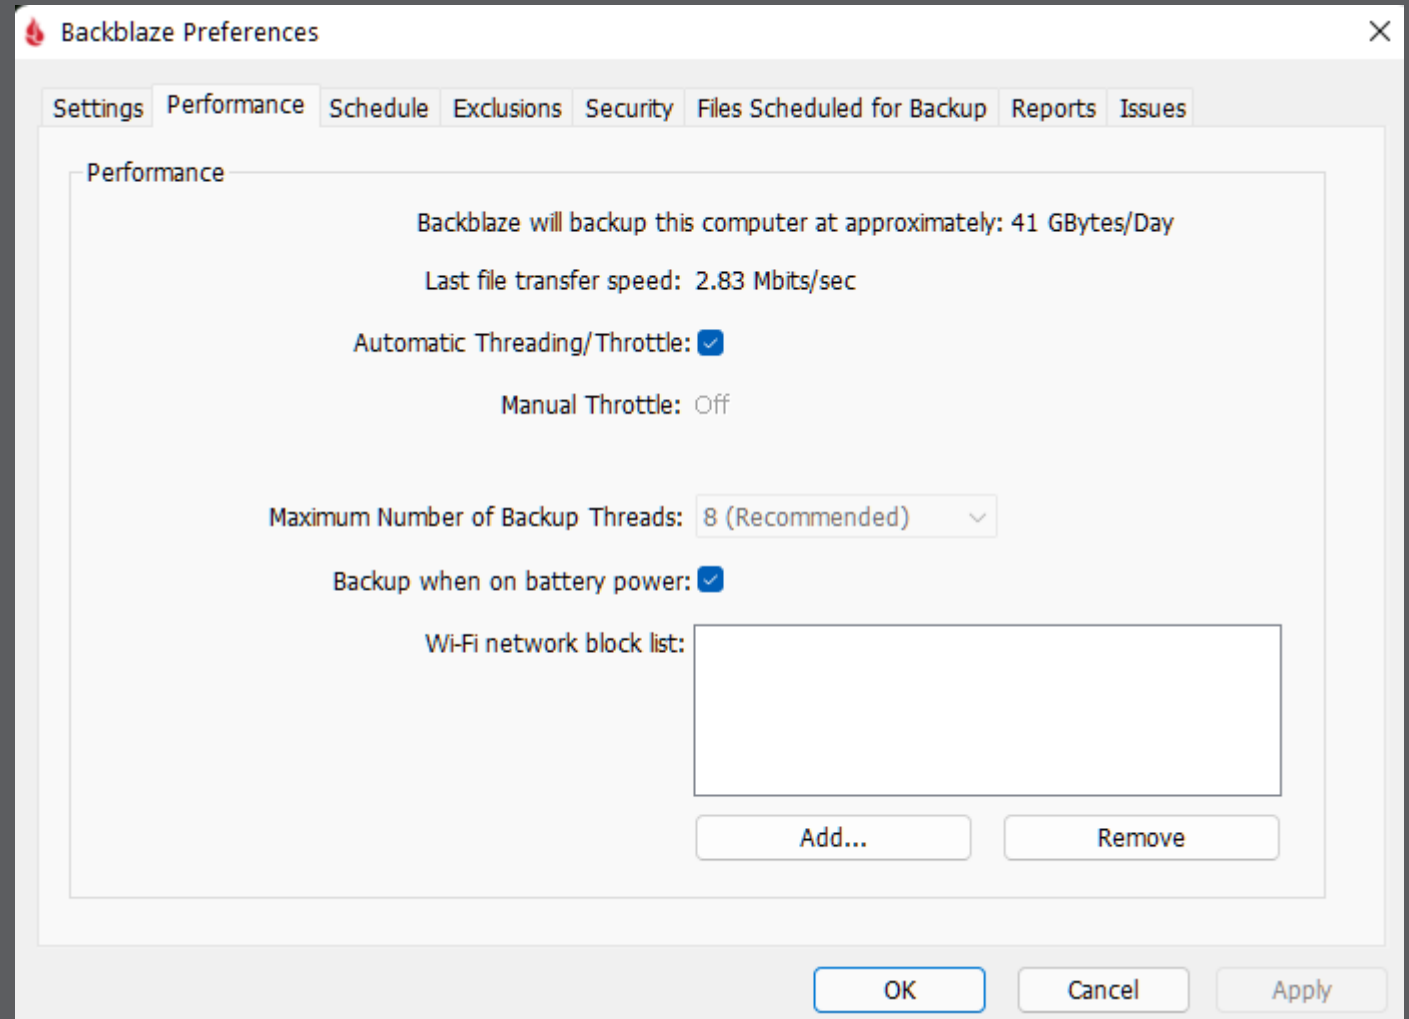 Backblaze Preferences
Settings Performance Schedule Exclusions Security Files Scheduled for Backup Reports Issues
Performance
Backblaze will backup this computer at approximately: 41 GBytes/Day
Last file transfer speed: 2.83 Mbits/sec
Automatic Threading/Throttle:
Manual Throttle: Off
Maximum Number of Backup Threads: 8 (Recommended)
Backup when on battery power:
Wi-Fi network block list:
Add... Remove
OK Cancel Apply